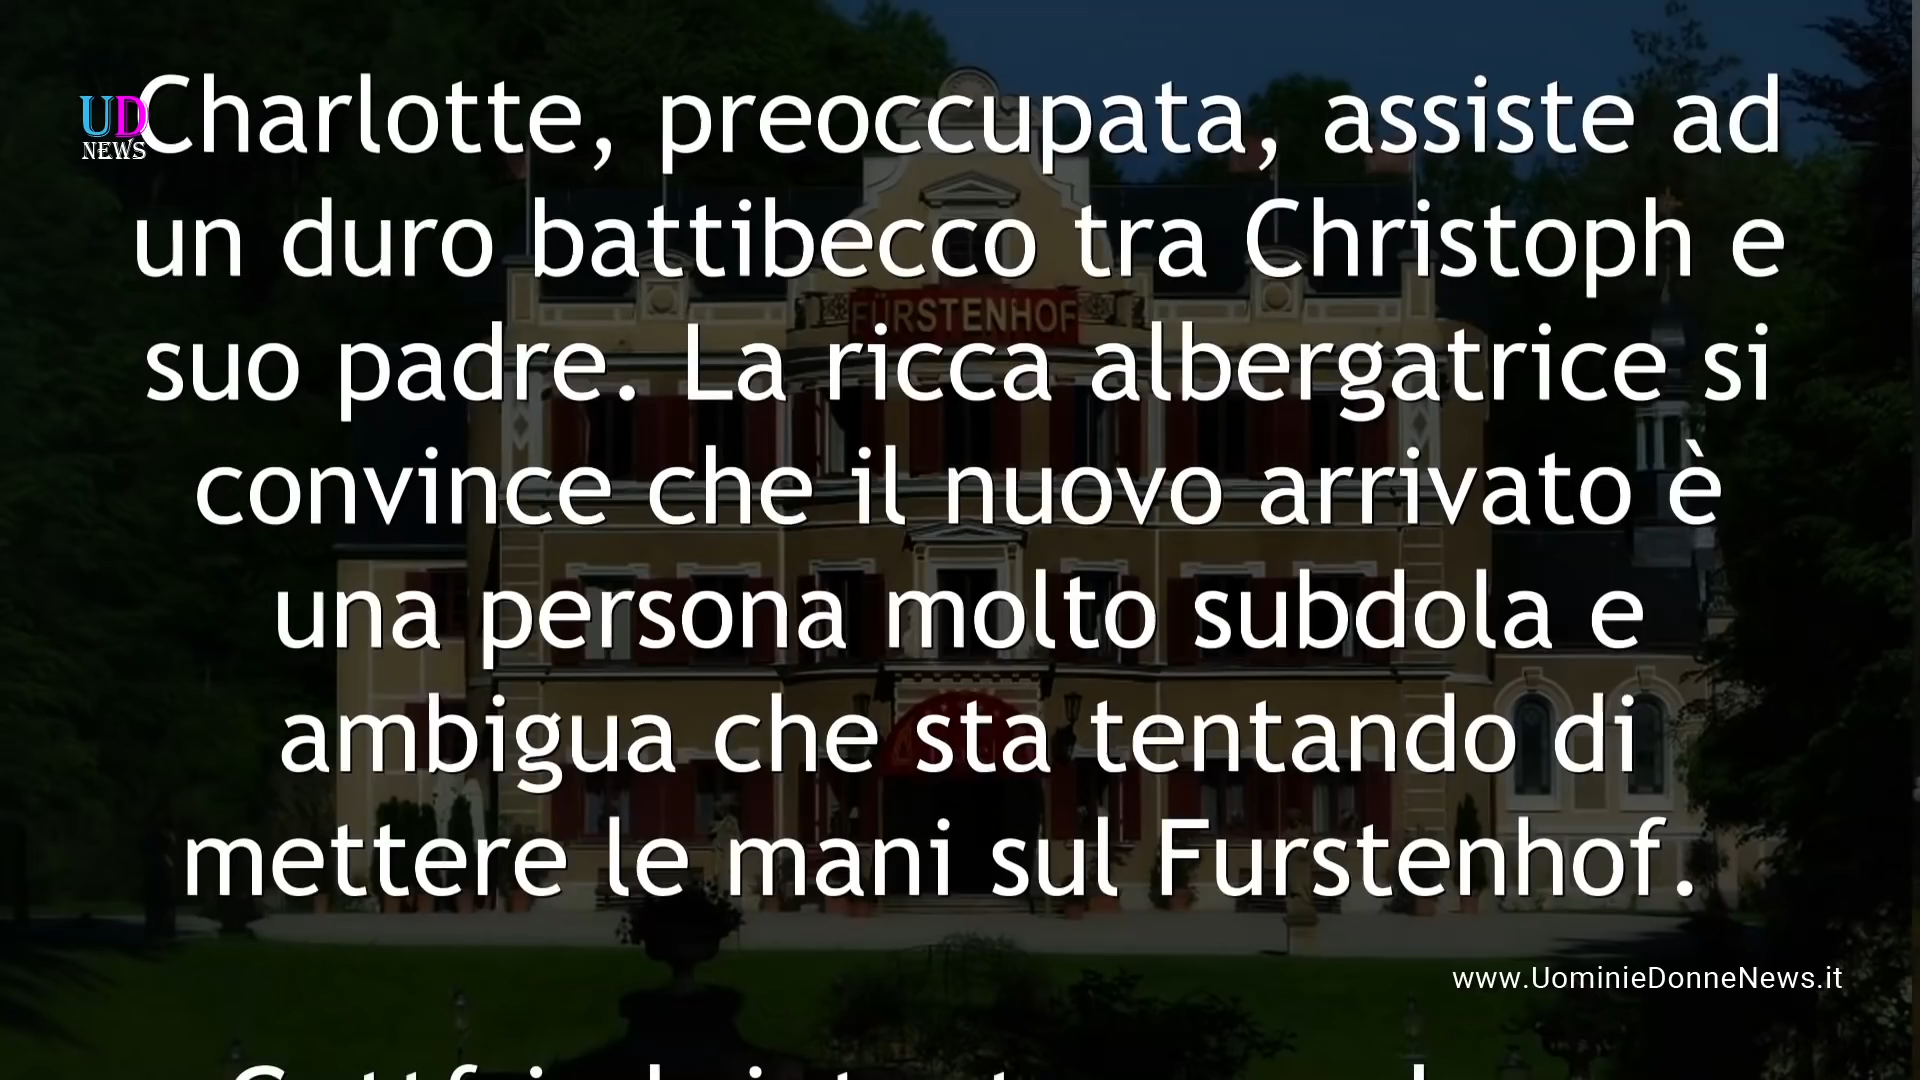 UD
NEWS
Charlotte, preoccupata, assiste ad
un duro battibecco tra Christoph e
suo padre. La ricca albergatrice si
convince che il nuovo arrivato è
una persona molto subdola e
ambigua che sta tentando di
mettere le mani sul Furstenhof.
FÜRSTENHOF
www.UominieDonneNews.it